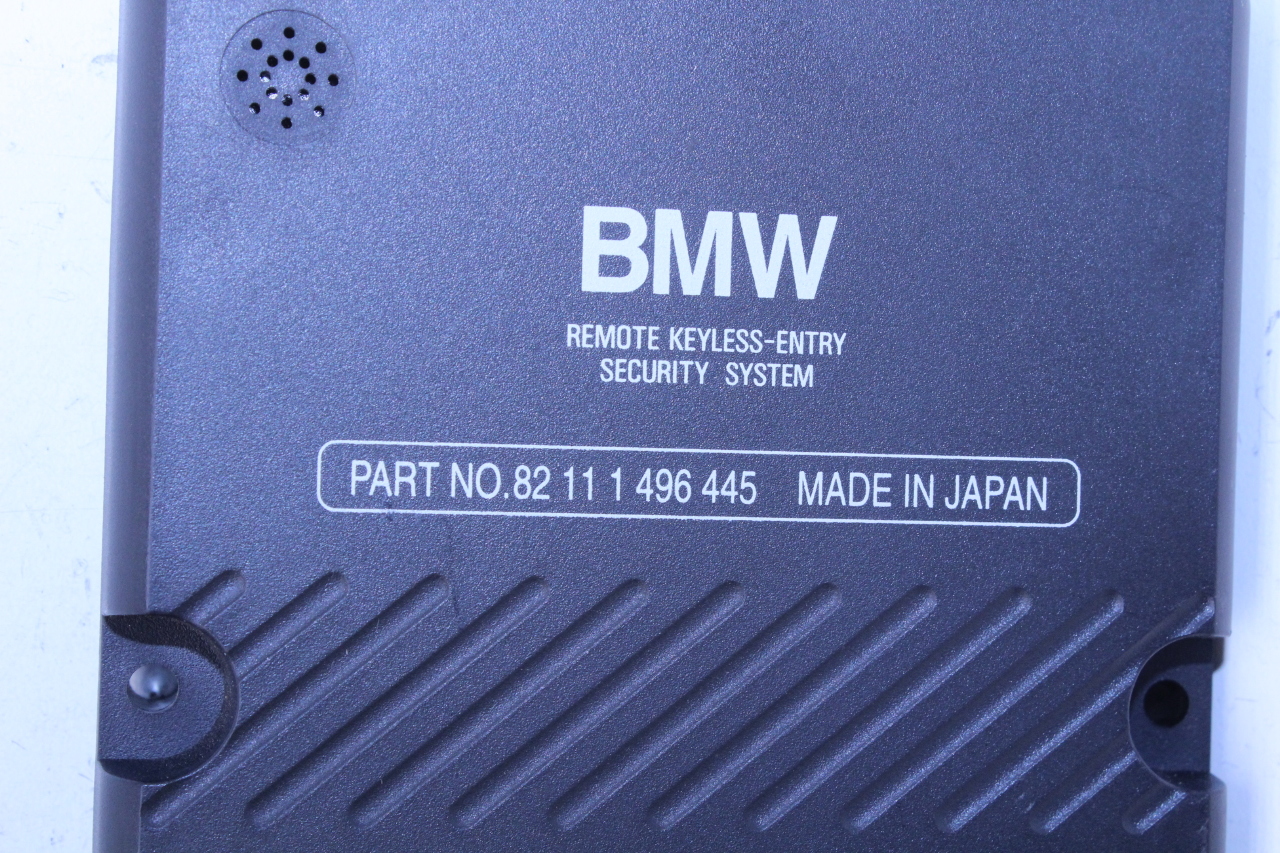 BMW
REMOTE KEYLESS-ENTRY
SECURITY SYSTEM
PART NO.82 11 1 496 445 MADE IN JAPAN